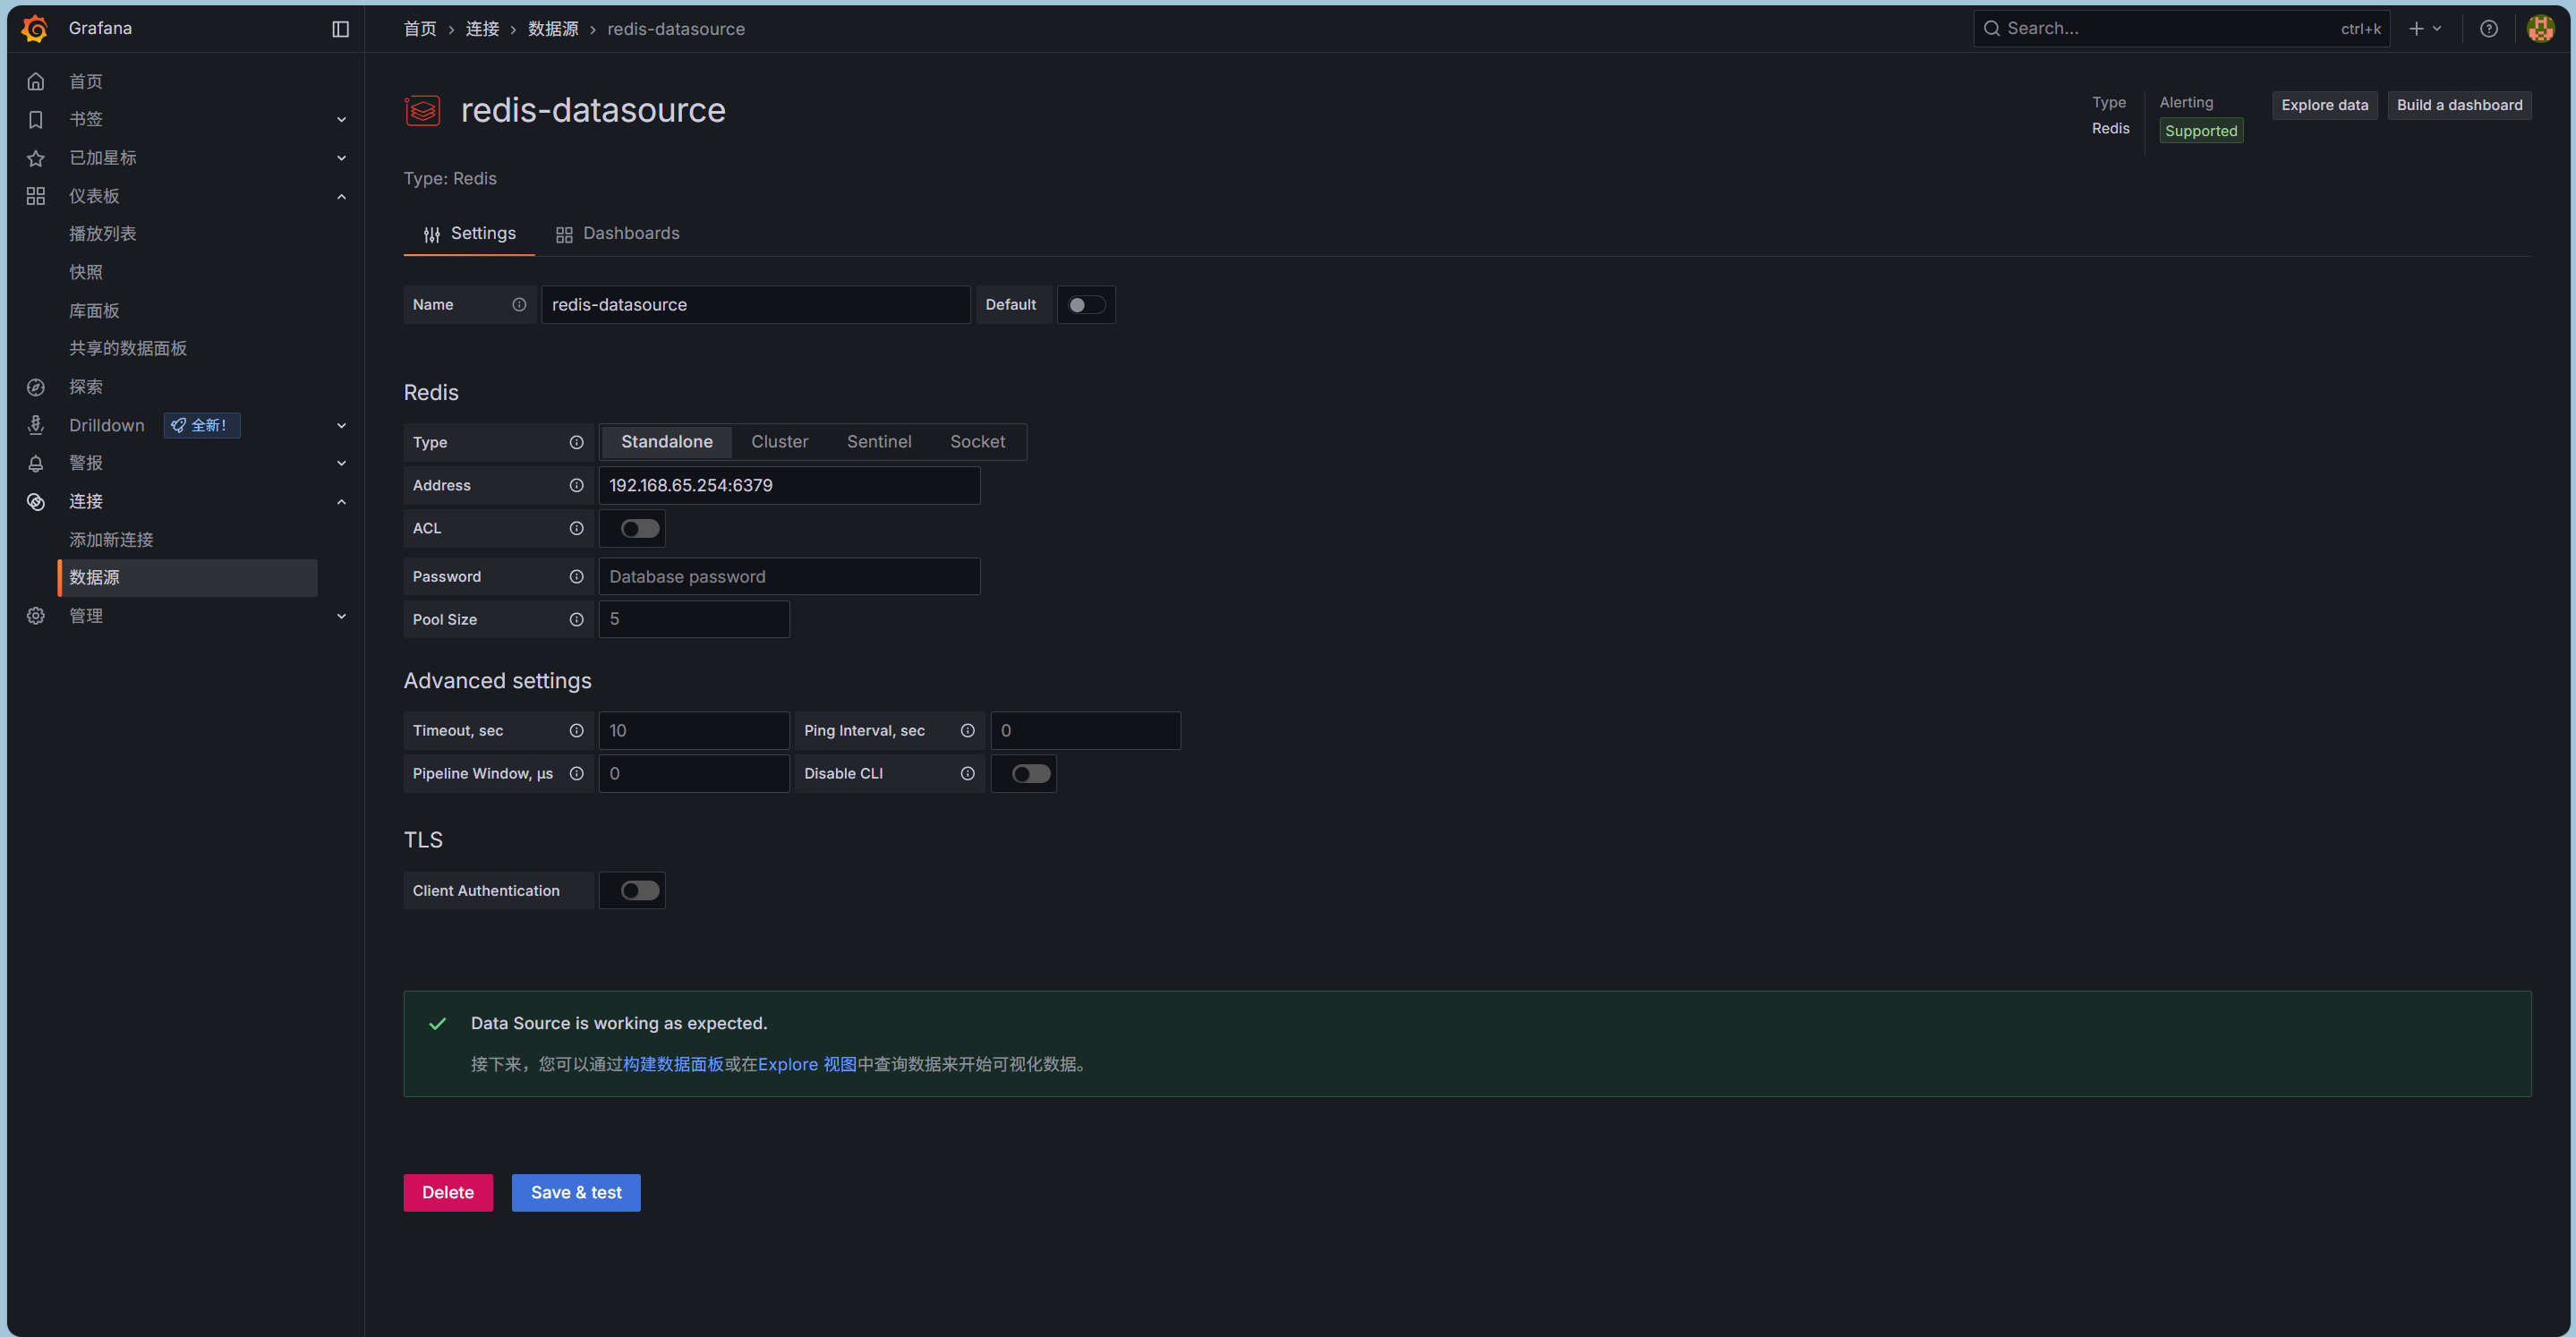 Grafana
首页 › 连接 › 数据源 › redis-datasource
Search...
ctrl+k
首页
书签
已加星标
仪表板
播放列表
快照
库面板
共享的数据面板
探索
Drilldown
全新！
警报
连接
添加新连接
数据源
管理
redis-datasource
Type
Redis
Alerting
Supported
Explore data
Build a dashboard
Type: Redis
Settings
Dashboards
Name
redis-datasource
Default
Redis
Type
Standalone
Cluster
Sentinel
Socket
Address
192.168.65.254:6379
ACL
Password
Database password
Pool Size
5
Advanced settings
Timeout, sec
10
Ping Interval, sec
0
Pipeline Window, μs
0
Disable CLI
TLS
Client Authentication
Data Source is working as expected.
接下来，您可以通过构建数据面板或在Explore 视图中查询数据来开始可视化数据。
Delete
Save & test